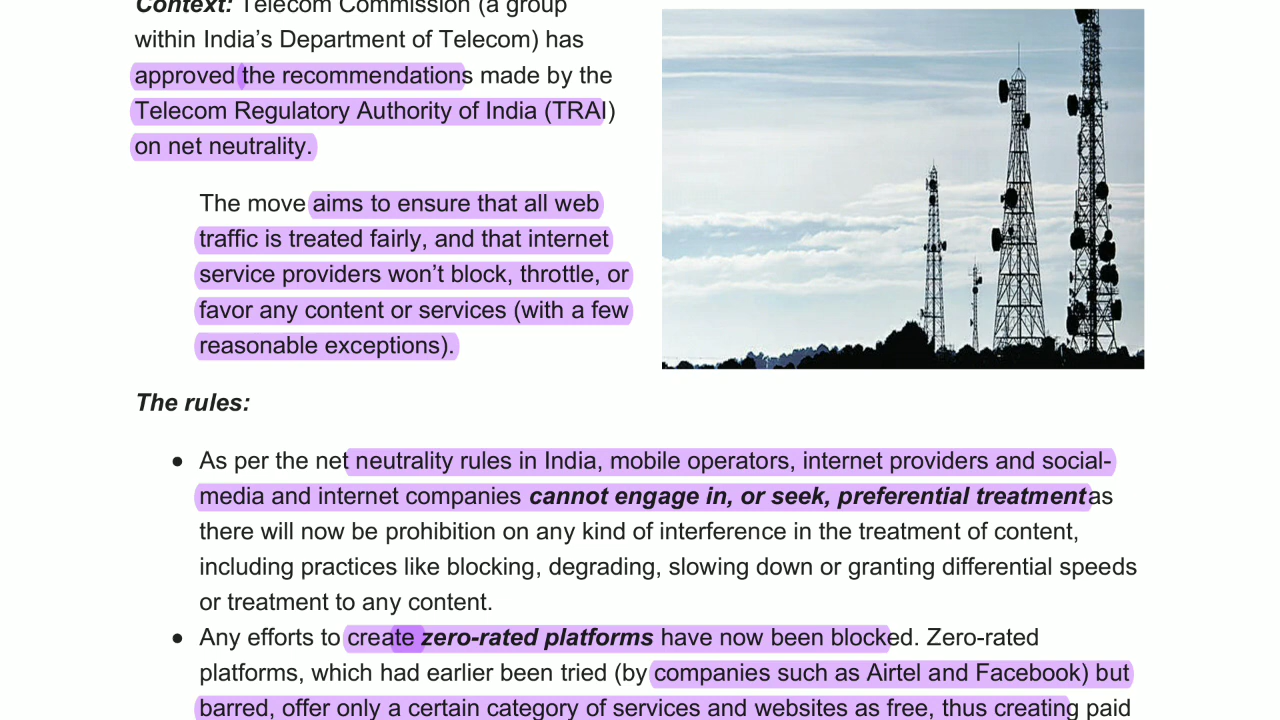 Context: Telecom Commission (a group
within India’s Department of Telecom) has
approved the recommendations made by the
Telecom Regulatory Authority of India (TRAI)
on net neutrality.
The move aims to ensure that all web
traffic is treated fairly, and that internet
service providers won’t block, throttle, or
favor any content or services (with a few
reasonable exceptions).
The rules:
● As per the net neutrality rules in India, mobile operators, internet providers and social-
media and internet companies cannot engage in, or seek, preferential treatment as
there will now be prohibition on any kind of interference in the treatment of content,
including practices like blocking, degrading, slowing down or granting differential speeds
or treatment to any content.
● Any efforts to create zero-rated platforms have now been blocked. Zero-rated
platforms, which had earlier been tried (by companies such as Airtel and Facebook) but
barred, offer only a certain category of services and websites as free, thus creating paid